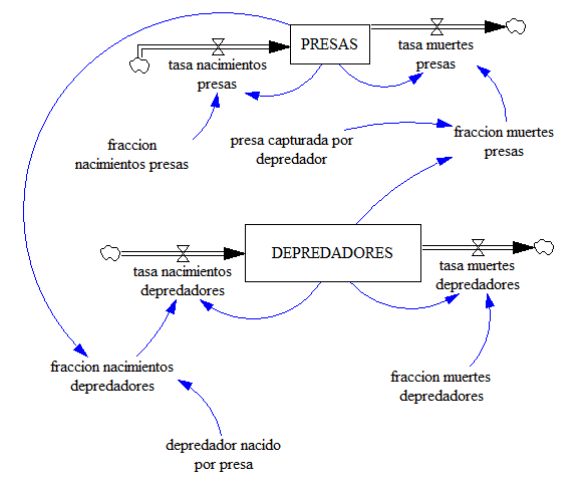 PRESAS
tasa nacimientos
presas
tasa muertes
presas
fraccion
nacimientos presas
presa capturada por
depredador
fraccion muertes
presas
DEPREDADORES
tasa nacimientos
depredadores
tasa muertes
depredadores
fraccion nacimientos
depredadores
fraccion muertes
depredadores
depredador nacido
por presa